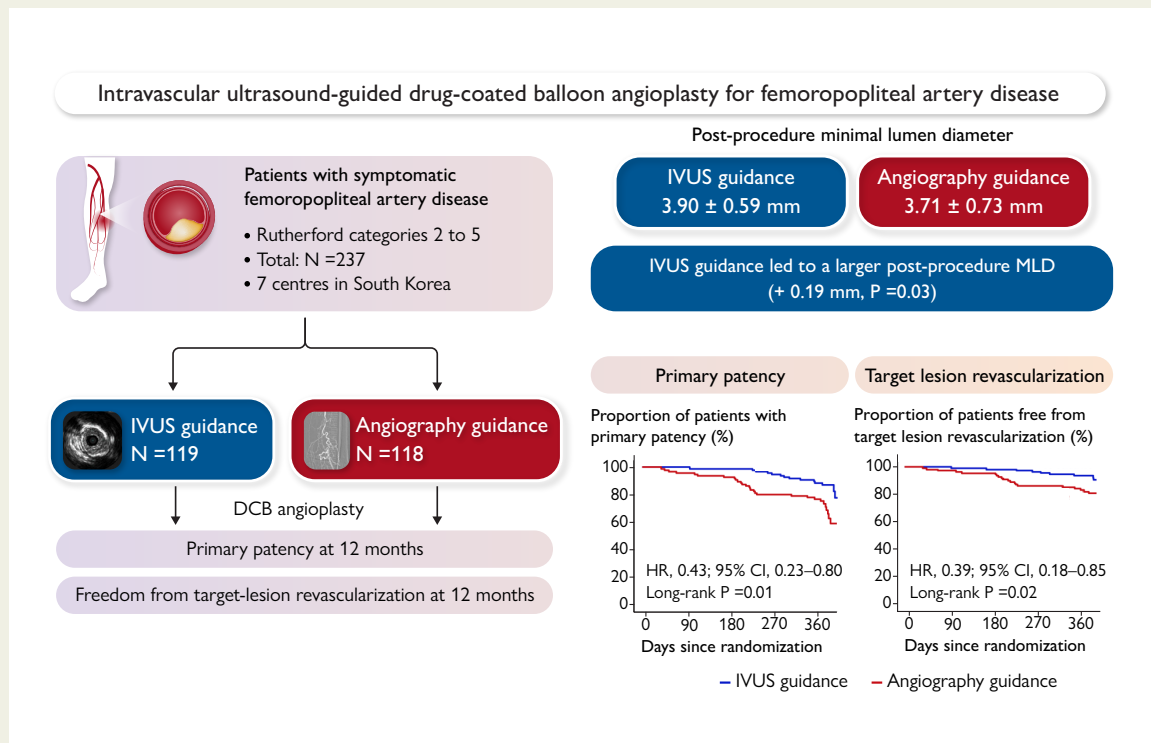 Intravascular ultrasound-guided drug-coated balloon angioplasty for femoropopliteal artery disease
Patients with symptomatic
femoropopliteal artery disease
• Rutherford categories 2 to 5
• Total: N =237
• 7 centres in South Korea
IVUS guidance
N =119
Angiography guidance
N =118
DCB angioplasty
Primary patency at 12 months
Freedom from target-lesion revascularization at 12 months
Post-procedure minimal lumen diameter
IVUS guidance
3.90 ± 0.59 mm
Angiography guidance
3.71 ± 0.73 mm
IVUS guidance led to a larger post-procedure MLD
(+ 0.19 mm, P =0.03)
Primary patency
Proportion of patients with
primary patency (%)
100
80
60
40
20
0
HR, 0.43; 95% CI, 0.23–0.80
Long-rank P =0.01
0 90 180 270 360
Days since randomization
Target lesion revascularization
Proportion of patients free from
target lesion revascularization (%)
100
80
60
40
20
0
HR, 0.39; 95% CI, 0.18–0.85
Long-rank P =0.02
0 90 180 270 360
Days since randomization
IVUS guidance Angiography guidance